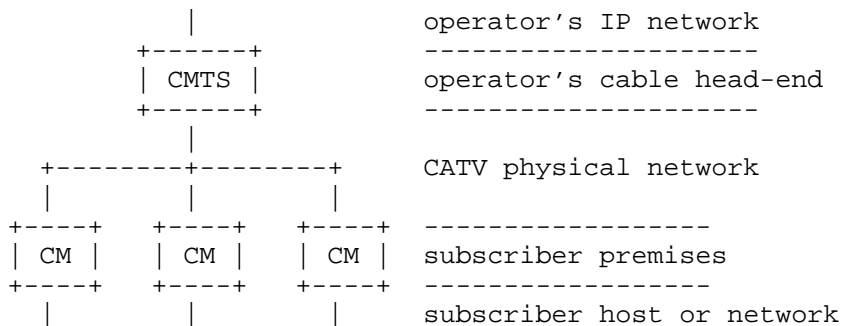 operator's IP network
CMTS operator's cable head-end
CATV physical network
CM CM CM subscriber premises
subscriber host or network